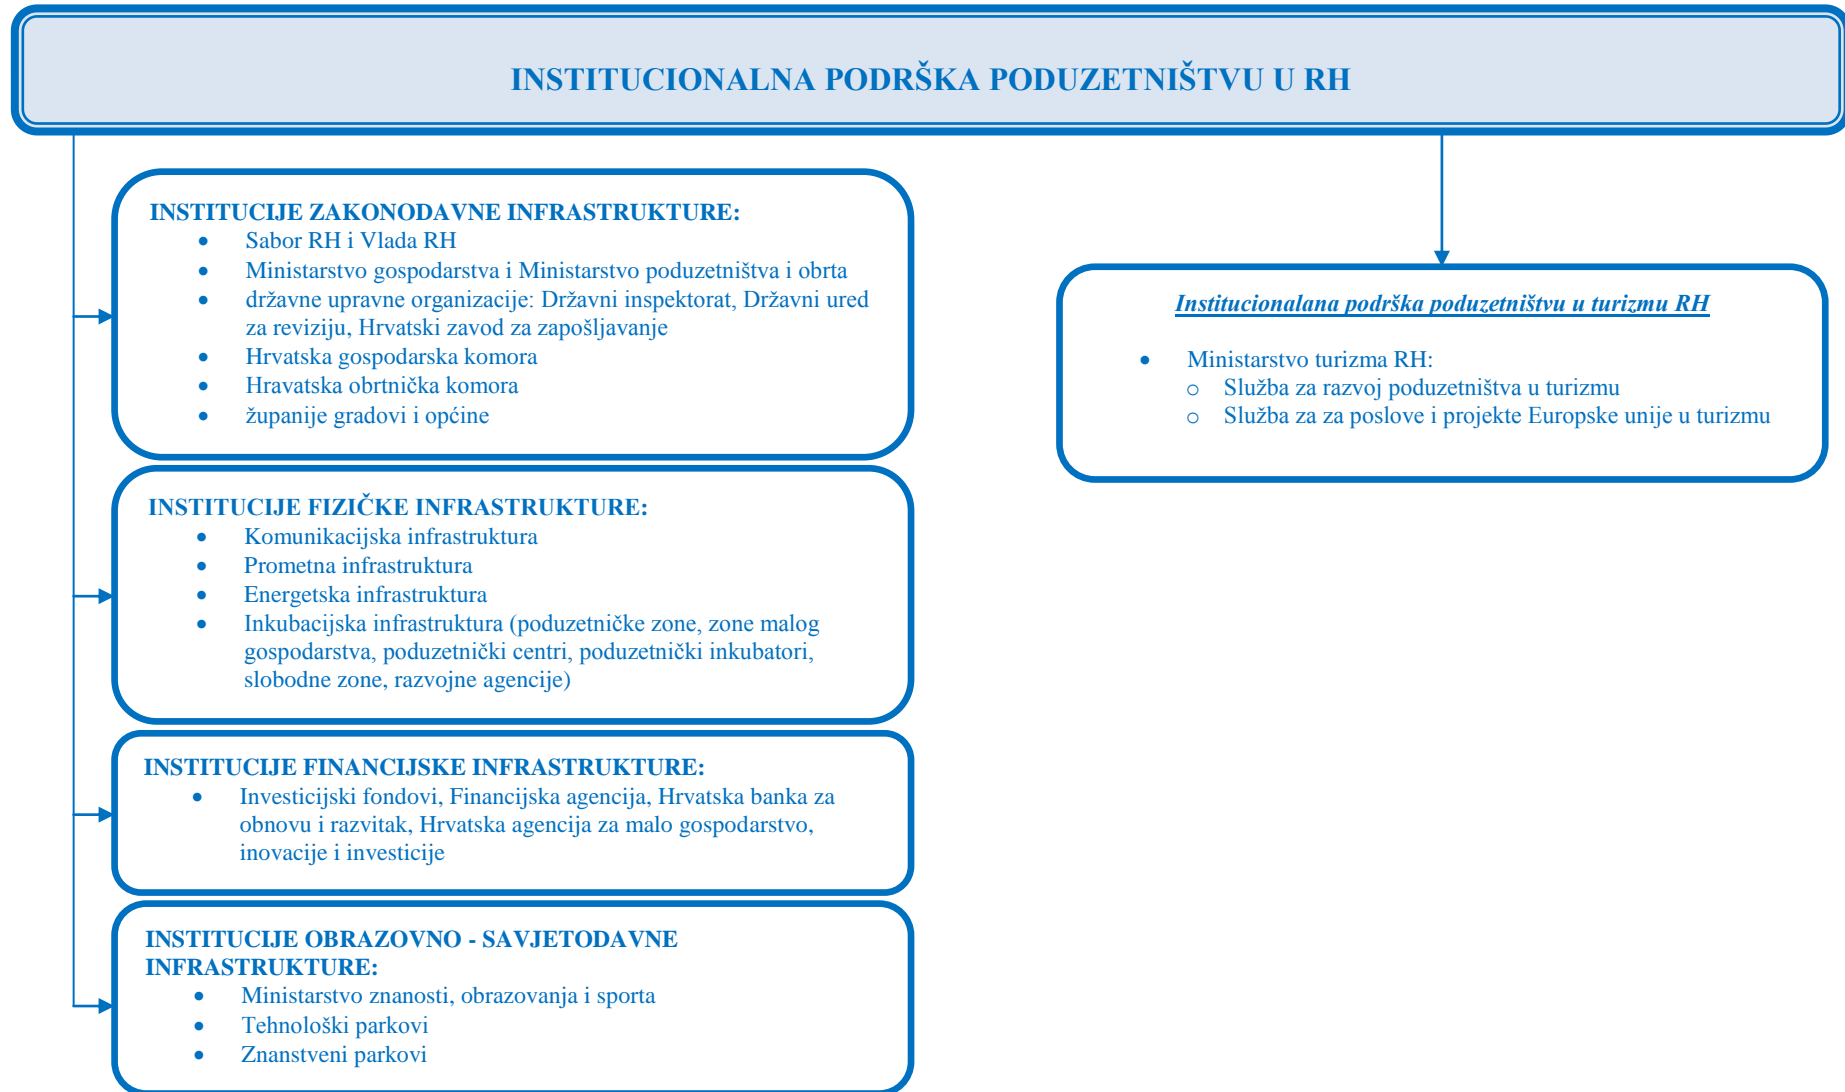 INSTITUCIONALNA PODRŠKA PODUZETNIŠTVU U RH
INSTITUCIJE ZAKONODAVNE INFRASTRUKTURE:
• Sabor RH i Vlada RH
• Ministarstvo gospodarstva i Ministarstvo poduzetništva i obrta
• državne upravne organizacije: Državni inspektorat, Državni ured
za reviziju, Hrvatski zavod za zapošljavanje
• Hrvatska gospodarska komora
• Hravatska obrtnička komora
• županije gradovi i općine
INSTITUCIJE FIZIČKE INFRASTRUKTURE:
• Komunikacijska infrastruktura
• Prometna infrastruktura
• Energetska infrastruktura
• Inkubacijska infrastruktura (poduzetničke zone, zone malog
gospodarstva, poduzetnički centri, poduzetnički inkubatori,
slobodne zone, razvojne agencije)
INSTITUCIJE FINANCIJSKE INFRASTRUKTURE:
• Investicijski fondovi, Financijska agencija, Hrvatska banka za
obnovu i razvitak, Hrvatska agencija za malo gospodarstvo,
inovacije i investicije
INSTITUCIJE OBRAZOVNO - SAVJETODAVNE
INFRASTRUKTURE:
• Ministarstvo znanosti, obrazovanja i sporta
• Tehnološki parkovi
• Znanstveni parkovi
Institucionalana podrška poduzetništvu u turizmu RH
• Ministarstvo turizma RH:
o Služba za razvoj poduzetništva u turizmu
o Služba za za poslove i projekte Europske unije u turizmu